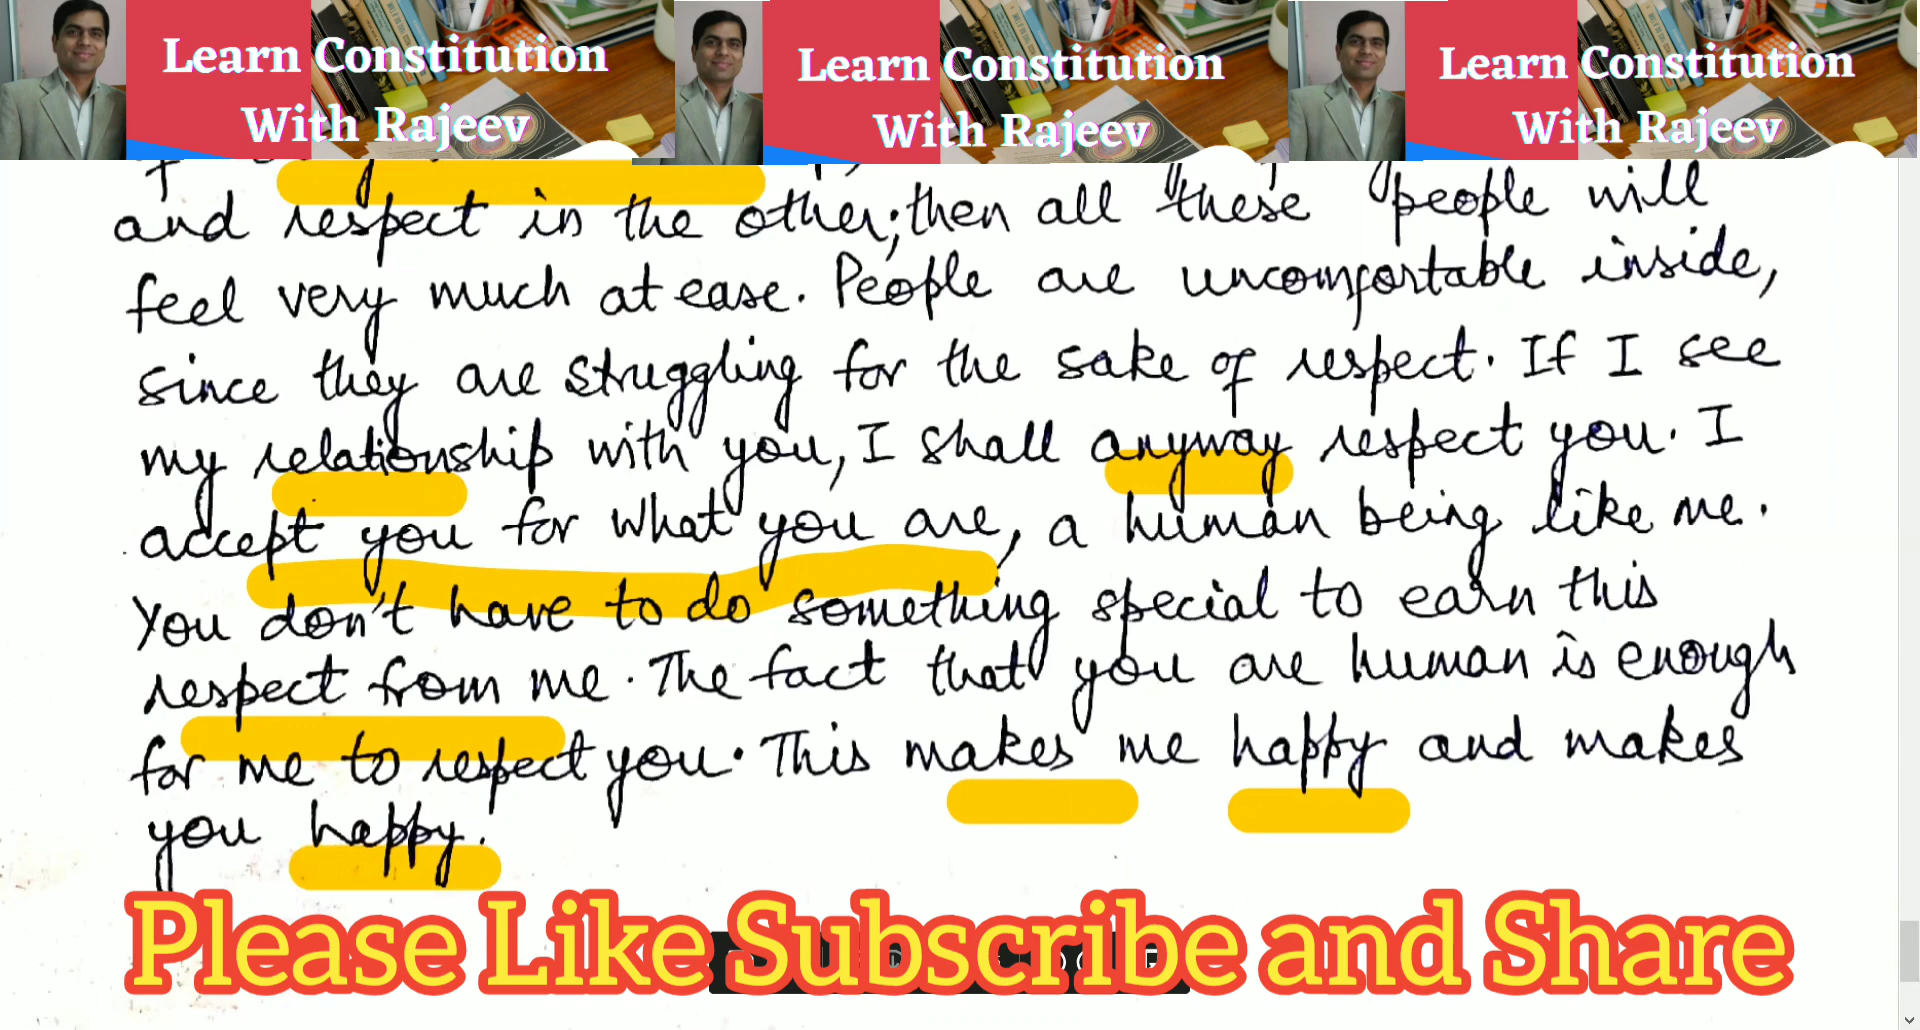 Learn Constitution
With Rajeev
Learn Constitution
With Rajeev
Learn Constitution
With Rajeev
and respect in the other; then all these people will
feel very much at ease. People are uncomfortable inside,
since they are struggling for the sake of respect. If I see
my relationship with you, I shall anyway respect you. I
accept you for what you are, a human being like me.
You don't have to do something special to earn this
respect from me. The fact that you are human is enough
for me to respect you. This makes me happy and makes
you happy.
Please Like Subscribe and Share